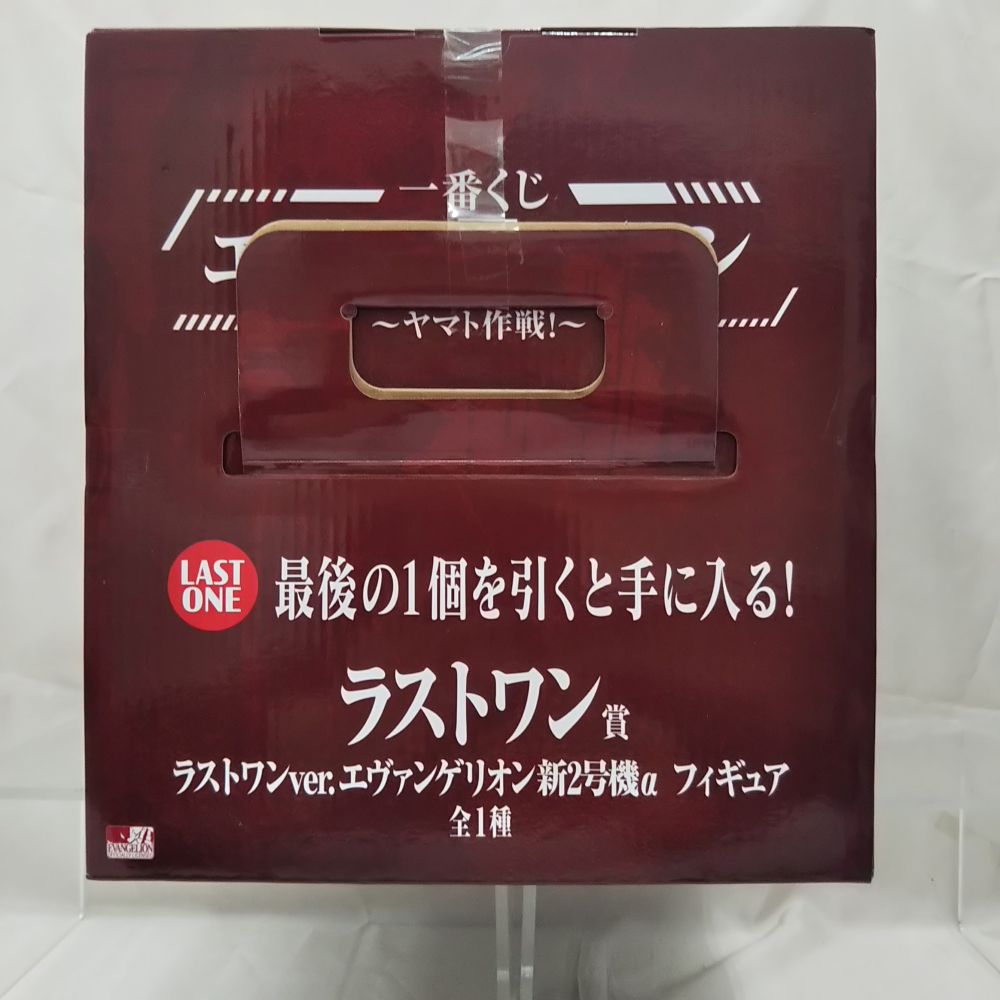 一番くじ
エ ン
～ヤマト作戦!～
LAST
ONE
最後の1個を引くと手に入る!
ラストワン賞
ラストワンver.エヴァンゲリオン新2号機α フィギュア
全1種
EVANGELION